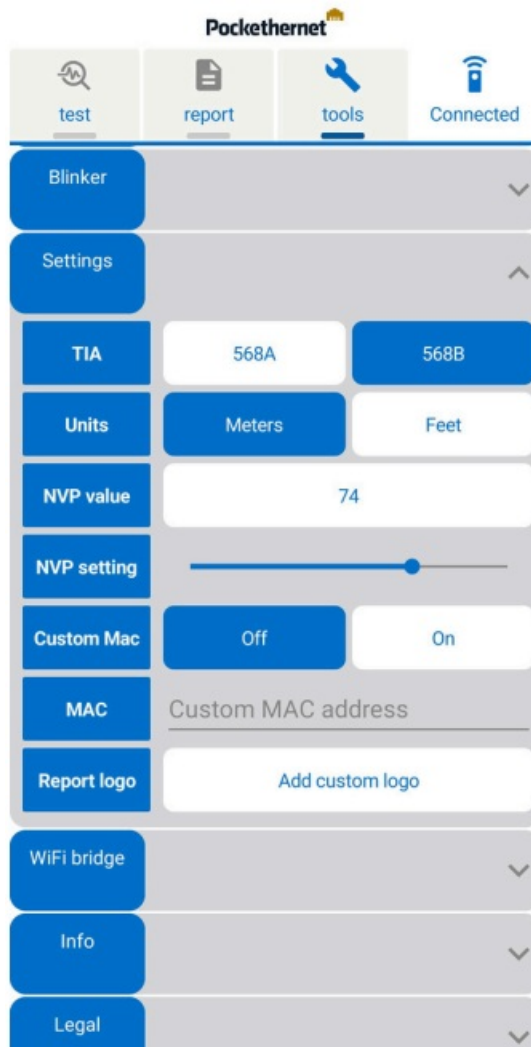 Pockethernet
test report tools Connected
Blinker
Settings
TIA 568A 568B
Units Meters Feet
NVP value 74
NVP setting
Custom Mac Off On
MAC Custom MAC address
Report logo Add custom logo
WiFi bridge
Info
Legal